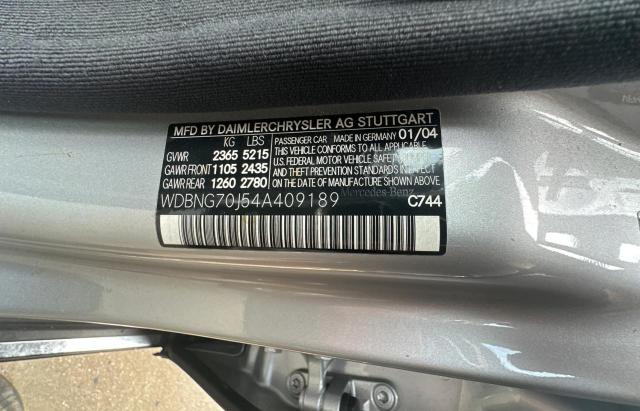 MFD BY DAIMLERCHRYSLER AG STUTTGART
KG LBS PASSENGER CAR MADE IN GERMANY 01/04
GVWR 2365 5215 THIS VEHICLE CONFORMS TO ALL APPLICABLE
GAWR FRONT 1105 2435 U.S. FEDERAL MOTOR VEHICLE SAFETY
GAWR REAR 1260 2780 AND THEFT PREVENTION STANDARDS IN EFFECT
ON THE DATE OF MANUFACTURE SHOWN ABOVE
WDBNG70J54A409189 Mercedes-Benz C744